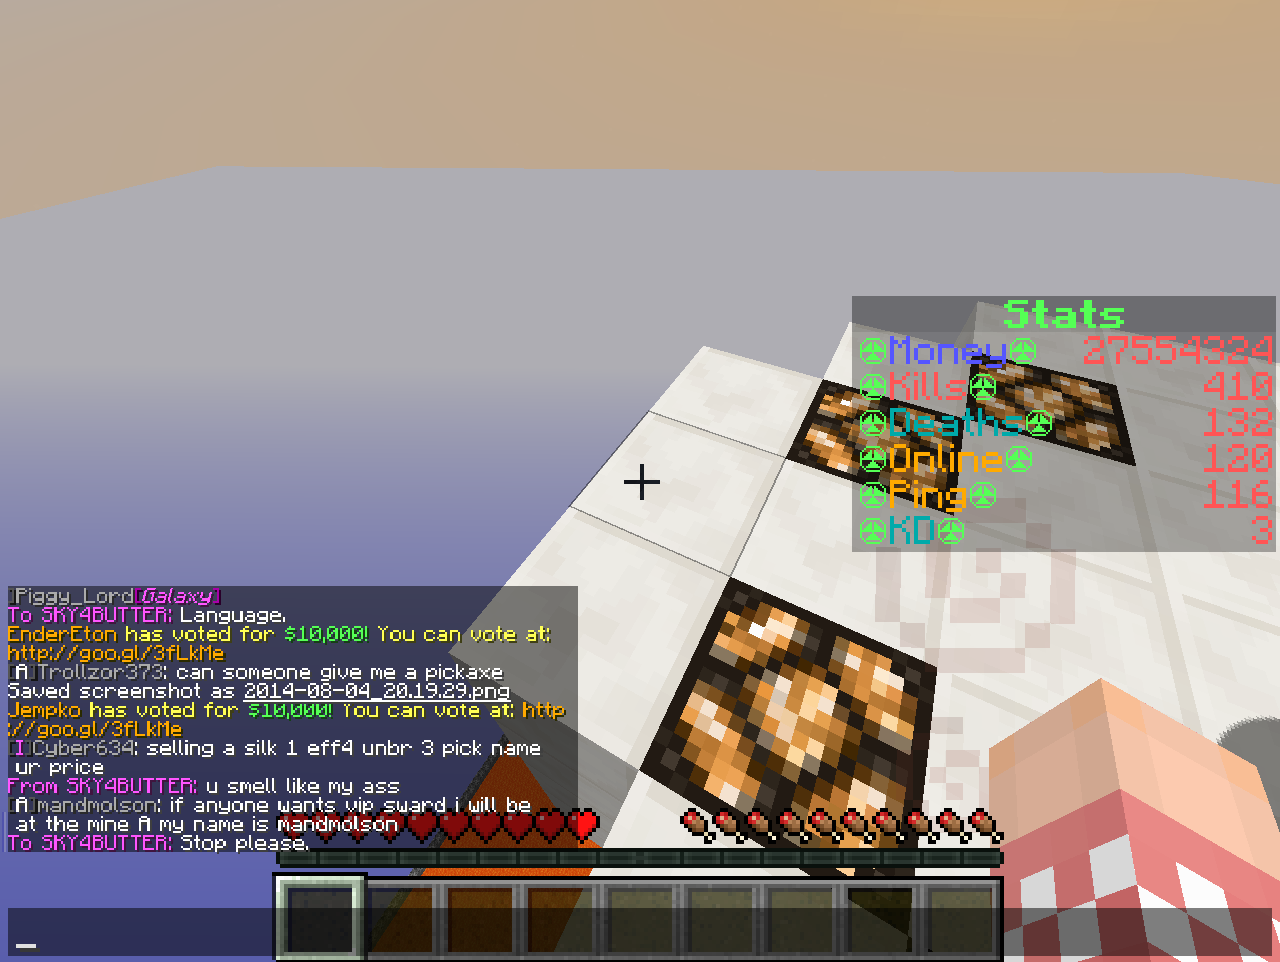 Stats
Money 27554324
Kills 410
Deaths 132
Online 120
Ping 116
KD 3
[Piggy_Lord[Galaxy]
To SKY4BUTTER: Language.
EnderEton has voted for $10,000! You can vote at:
http://goo.gl/3fLkMe
[A]Trollzor373: can someone give me a pickaxe
Saved screenshot as 2014-08-04_20.19.29.png
Jempko has voted for $10,000! You can vote at: http
://goo.gl/3fLkMe
[I]Cyber634: selling a silk 1 eff4 unbr 3 pick name
ur price
From SKY4BUTTER: u smell like my ass
[A]mandmolson: if anyone wants vip sward i will be
at the mine A my name is mandmolson
To SKY4BUTTER: Stop please.